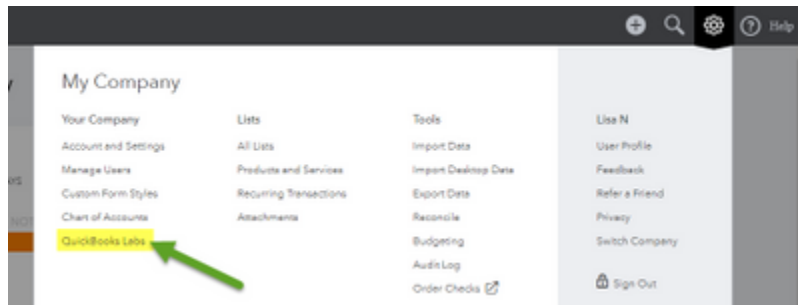 Help
My Company
Your Company
Account and Settings
Manage Users
Custom Form Styles
Chart of Accounts
QuickBooks Labs
Lists
All Lists
Products and Services
Recurring Transactions
Attachments
Tools
Import Data
Import Desktop Data
Export Data
Reconcile
Budgeting
Audit Log
Order Checks
Lisa N
User Profile
Feedback
Refer a Friend
Privacy
Switch Company
Sign Out